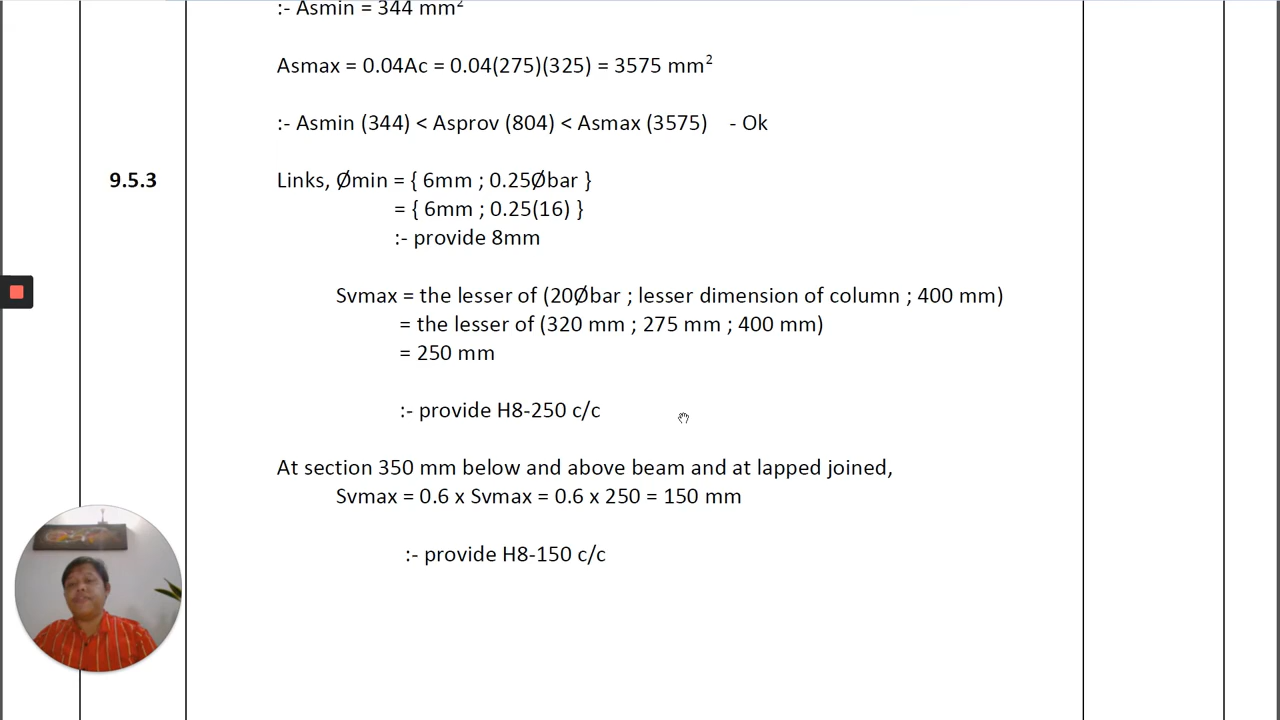 :- Asmin = 344 mm²
Asmax = 0.04Ac = 0.04(275)(325) = 3575 mm²
:- Asmin (344) < Asprov (804) < Asmax (3575) - Ok
9.5.3 Links, Ømin = { 6mm ; 0.25Øbar }
= { 6mm ; 0.25(16) }
:- provide 8mm
Svmax = the lesser of (20Øbar ; lesser dimension of column ; 400 mm)
= the lesser of (320 mm ; 275 mm ; 400 mm)
= 250 mm
:- provide H8-250 c/c
At section 350 mm below and above beam and at lapped joined,
Svmax = 0.6 x Svmax = 0.6 x 250 = 150 mm
:- provide H8-150 c/c